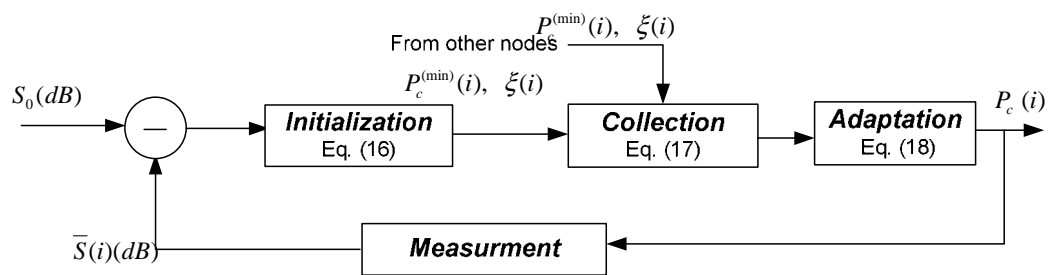 P_c^(min)(i), ξ(i)
From other nodes
S_0(dB)
P_c^(min)(i), ξ(i)
P_c(i)
−
Initialization
Eq. (16)
Collection
Eq. (17)
Adaptation
Eq. (18)
S̅(i)(dB)
Measurment